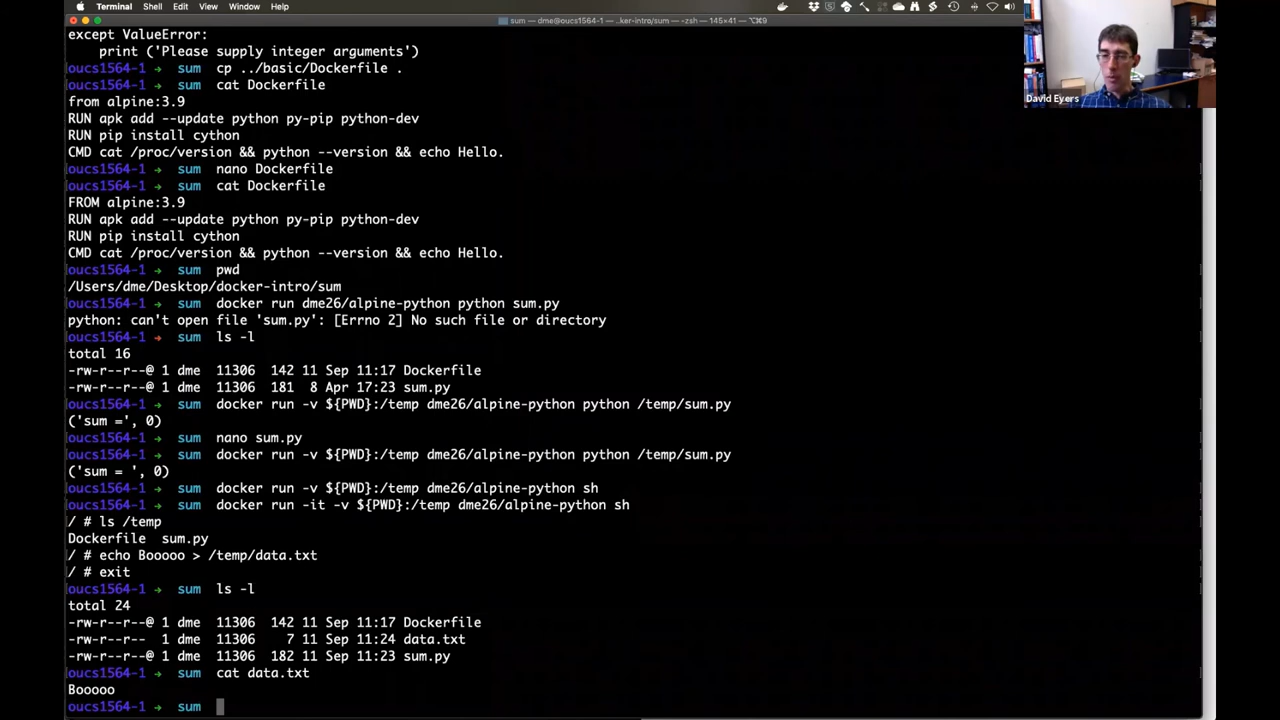 Terminal Shell Edit View Window Help
sum — dme@oucs1564-1 — ..ker-intro/sum — -zsh — 145×41 — ⌥⌘9
except ValueError:
    print ('Please supply integer arguments')
oucs1564-1 → sum cp ../basic/Dockerfile .
oucs1564-1 → sum cat Dockerfile
from alpine:3.9
RUN apk add --update python py-pip python-dev
RUN pip install cython
CMD cat /proc/version && python --version && echo Hello.
oucs1564-1 → sum nano Dockerfile
oucs1564-1 → sum cat Dockerfile
FROM alpine:3.9
RUN apk add --update python py-pip python-dev
RUN pip install cython
CMD cat /proc/version && python --version && echo Hello.
oucs1564-1 → sum pwd
/Users/dme/Desktop/docker-intro/sum
oucs1564-1 → sum docker run dme26/alpine-python python sum.py
python: can't open file 'sum.py': [Errno 2] No such file or directory
oucs1564-1 → sum ls -l
total 16
-rw-r--r--@ 1 dme  11306  142 11 Sep 11:17 Dockerfile
-rw-r--r--@ 1 dme  11306  181  8 Apr 17:23 sum.py
oucs1564-1 → sum docker run -v ${PWD}:/temp dme26/alpine-python python /temp/sum.py
('sum =', 0)
oucs1564-1 → sum nano sum.py
oucs1564-1 → sum docker run -v ${PWD}:/temp dme26/alpine-python python /temp/sum.py
('sum = ', 0)
oucs1564-1 → sum docker run -v ${PWD}:/temp dme26/alpine-python sh
oucs1564-1 → sum docker run -it -v ${PWD}:/temp dme26/alpine-python sh
/ # ls /temp
Dockerfile  sum.py
/ # echo Booooo > /temp/data.txt
/ # exit
oucs1564-1 → sum ls -l
total 24
-rw-r--r--@ 1 dme  11306  142 11 Sep 11:17 Dockerfile
-rw-r--r--  1 dme  11306    7 11 Sep 11:24 data.txt
-rw-r--r--@ 1 dme  11306  182 11 Sep 11:23 sum.py
oucs1564-1 → sum cat data.txt
Booooo
oucs1564-1 → sum
David Eyers